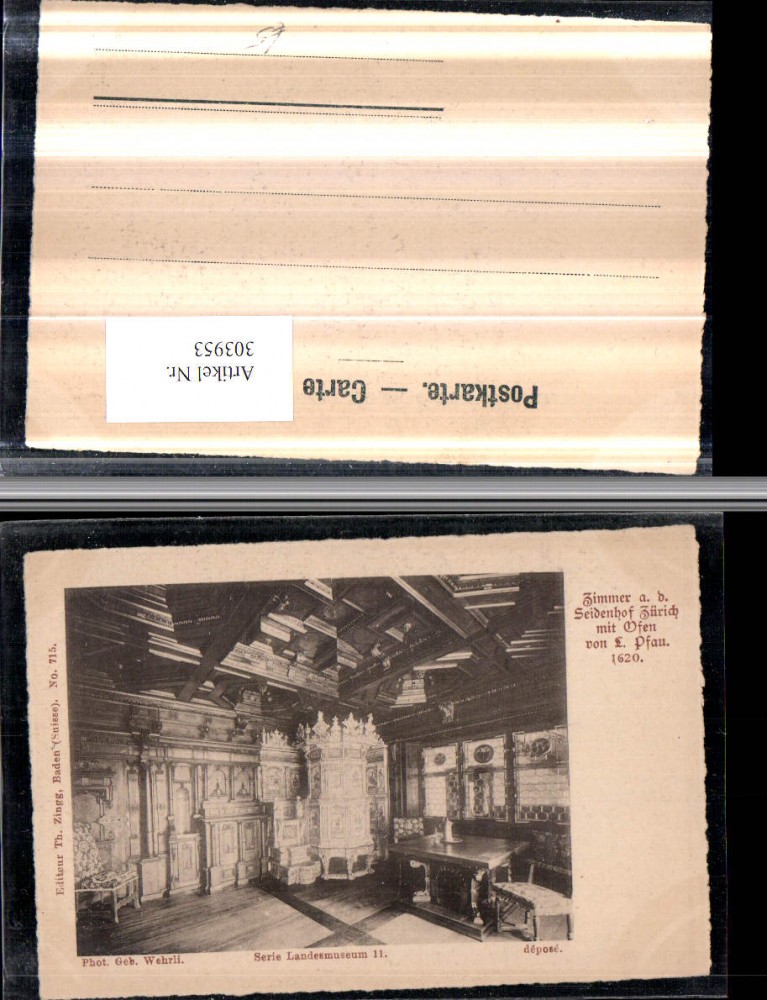 Postkarte. — Carte
Artikel Nr.
303953
Zimmer a. d.
Seidenhof Zürich
mit Ofen
von L. Pfau.
1620.
Editeur Th. Zingg, Baden (Suisse). No. 715.
Phot. Geb. Wehrli.
Serie Landesmuseum 11.
déposé.